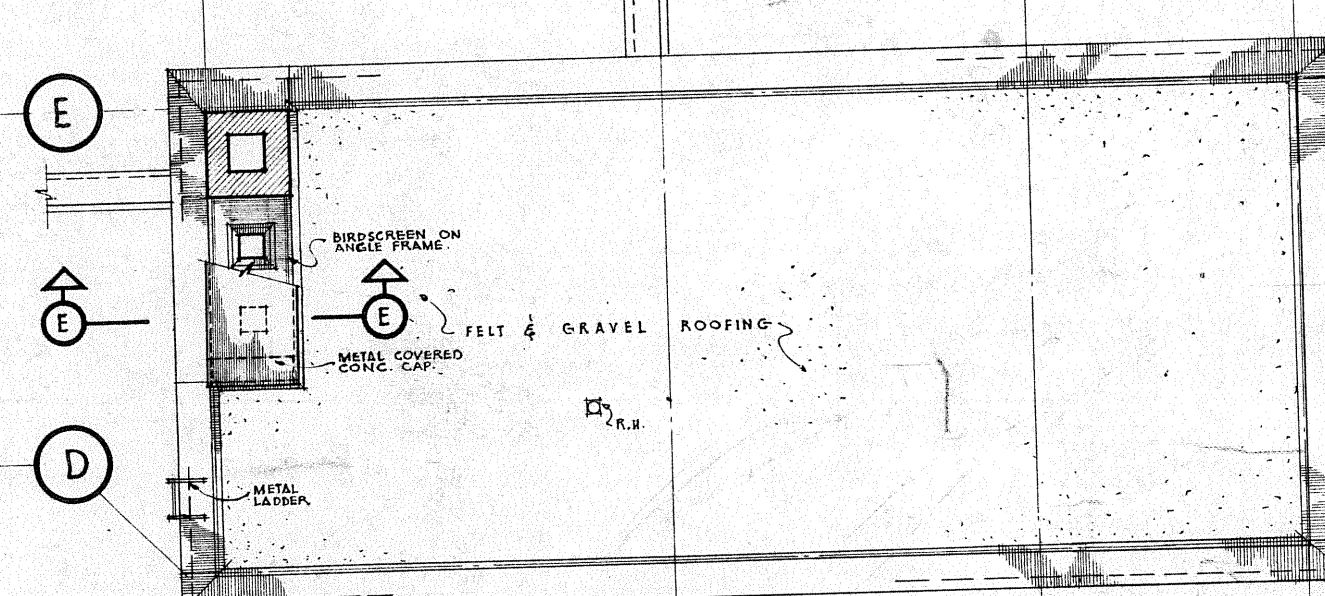 E
BIRDSCREEN ON
ANGLE FRAME.
E
E
FELT & GRAVEL ROOFING
METAL COVERED
CONC. CAP.
R.H.
D
METAL
LADDER